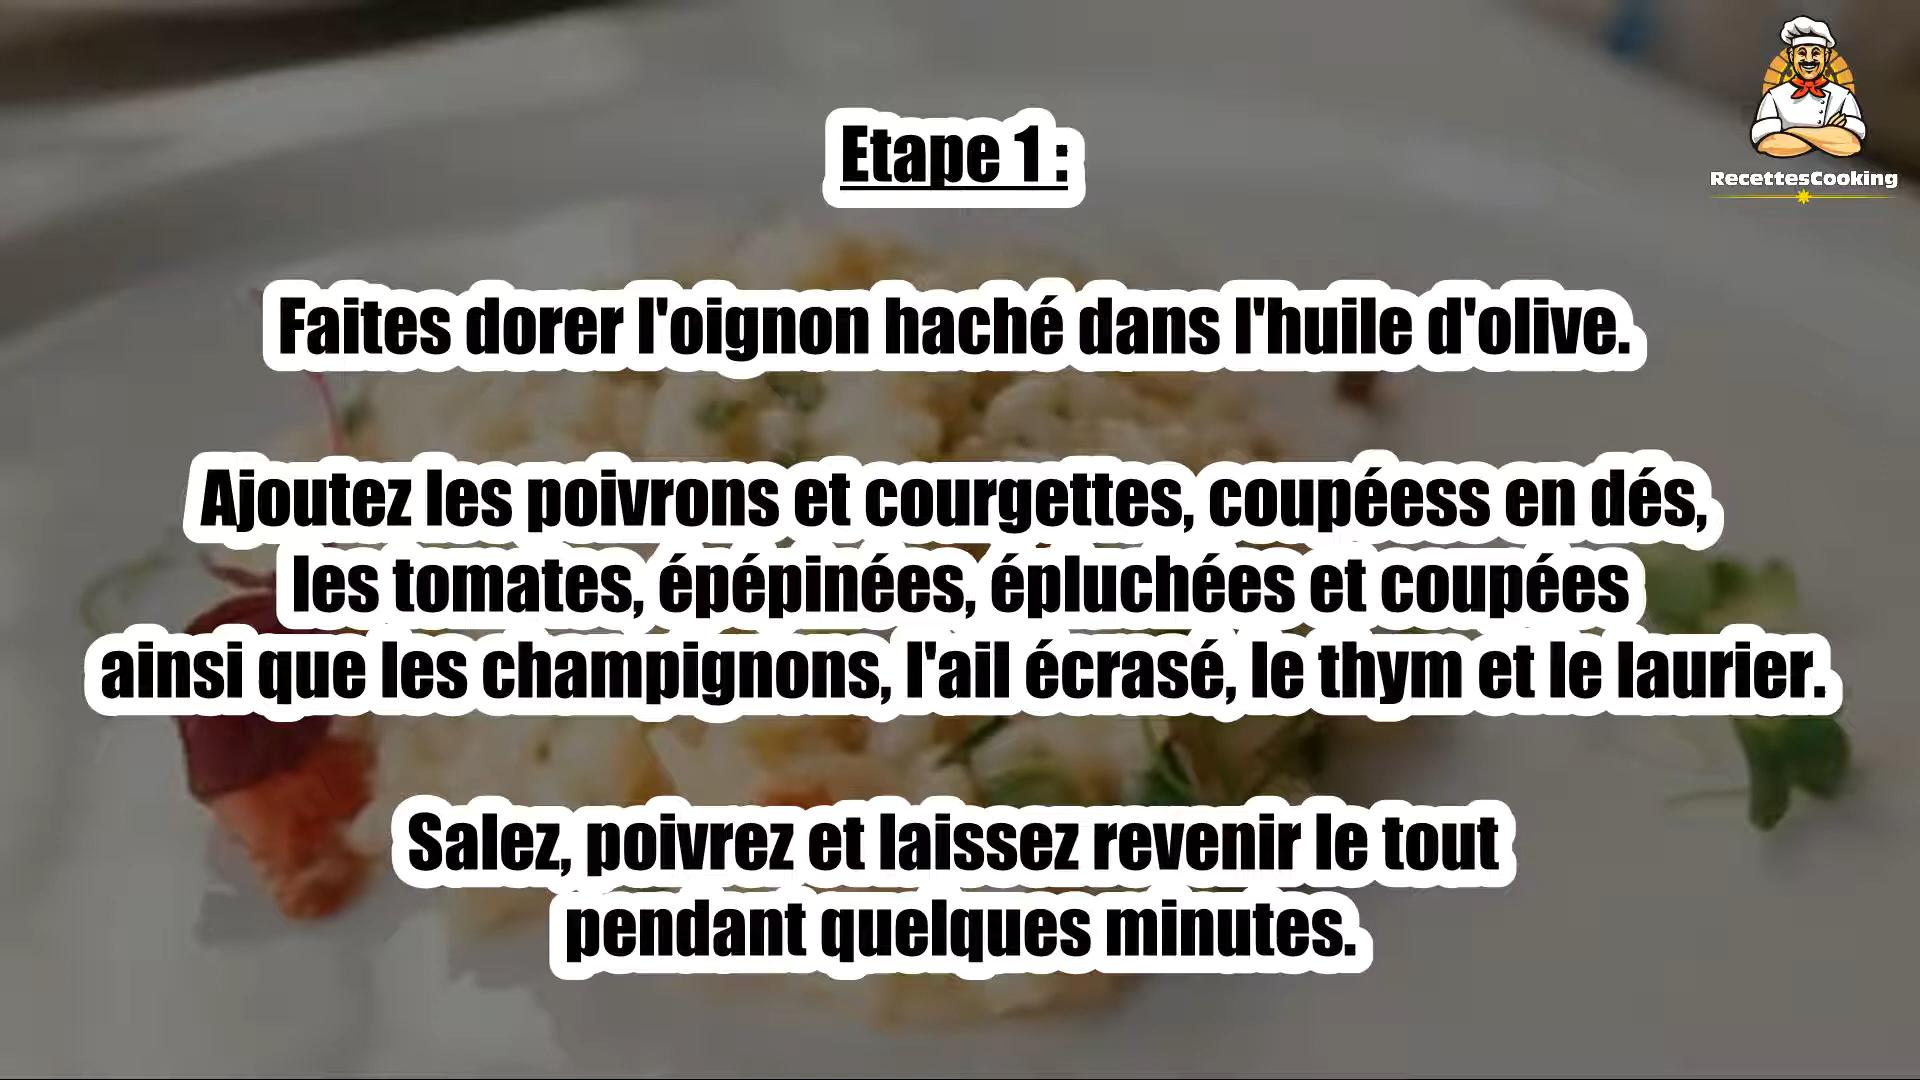 RecettesCooking
Etape 1 :
Faites dorer l'oignon haché dans l'huile d'olive.
Ajoutez les poivrons et courgettes, coupéess en dés,
les tomates, épépinées, épluchées et coupées
ainsi que les champignons, l'ail écrasé, le thym et le laurier.
Salez, poivrez et laissez revenir le tout
pendant quelques minutes.